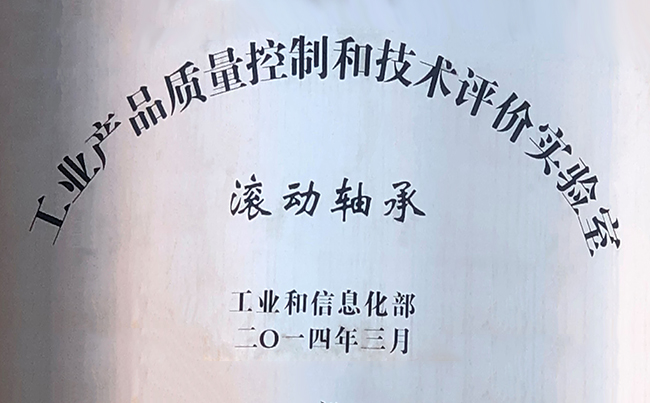 工业产品质量控制和技术评价实验室
滚动轴承
工业和信息化部
二〇一四年三月